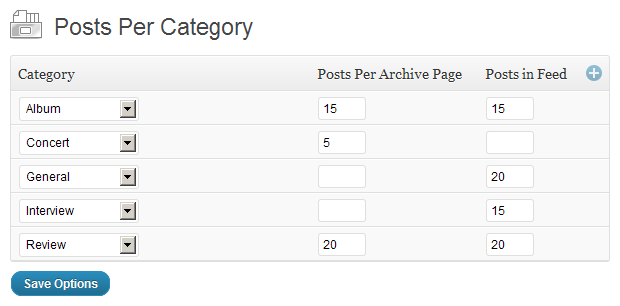 Posts Per Category
Category Posts Per Archive Page Posts in Feed
Album 15 15
Concert 5
General 20
Interview 15
Review 20 20
Save Options